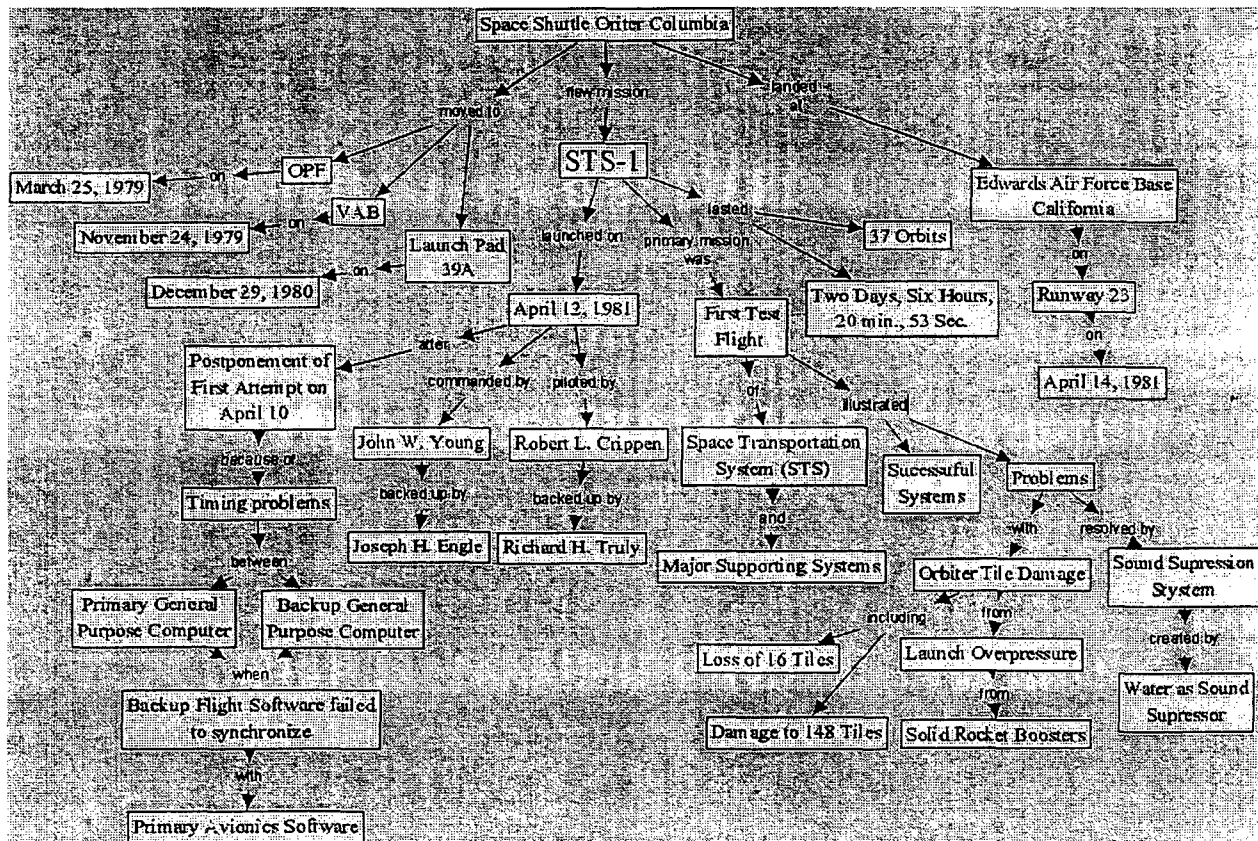 Space Shuttle Oriter Columbia
moved to
flew mission
landed
at
STS-1
OPF
on
March 25, 1979
VAB
on
November 24, 1979
Launch Pad
39A
on
December 29, 1980
launched on
primary mission
was
lasted
37 Orbits
Two Days, Six Hours,
20 min., 53 Sec.
Edwards Air Force Base
California
on
Runway 23
on
April 14, 1981
April 12, 1981
First Test
Flight
after
commanded by
piloted by
of
illustrated
Postponement of
First Attempt on
April 10
John W. Young
Robert L. Crippen
Space Transportation
System (STS)
Sucessuful
Systems
Problems
because of
backed up by
backed up by
and
with
resolved by
Timing problems
Joseph H. Engle
Richard H. Truly
Major Supporting Systems
Orbiter Tile Damage
Sound Supression
Stystem
between
including
from
created by
Primary General
Purpose Computer
Backup General
Purpose Computer
Loss of 16 Tiles
Launch Overpressure
Water as Sound
Supressor
when
from
Backup Flight Software failed
to synchronize
Damage to 148 Tiles
Solid Rocket Boosters
with
Primary Avionics Software